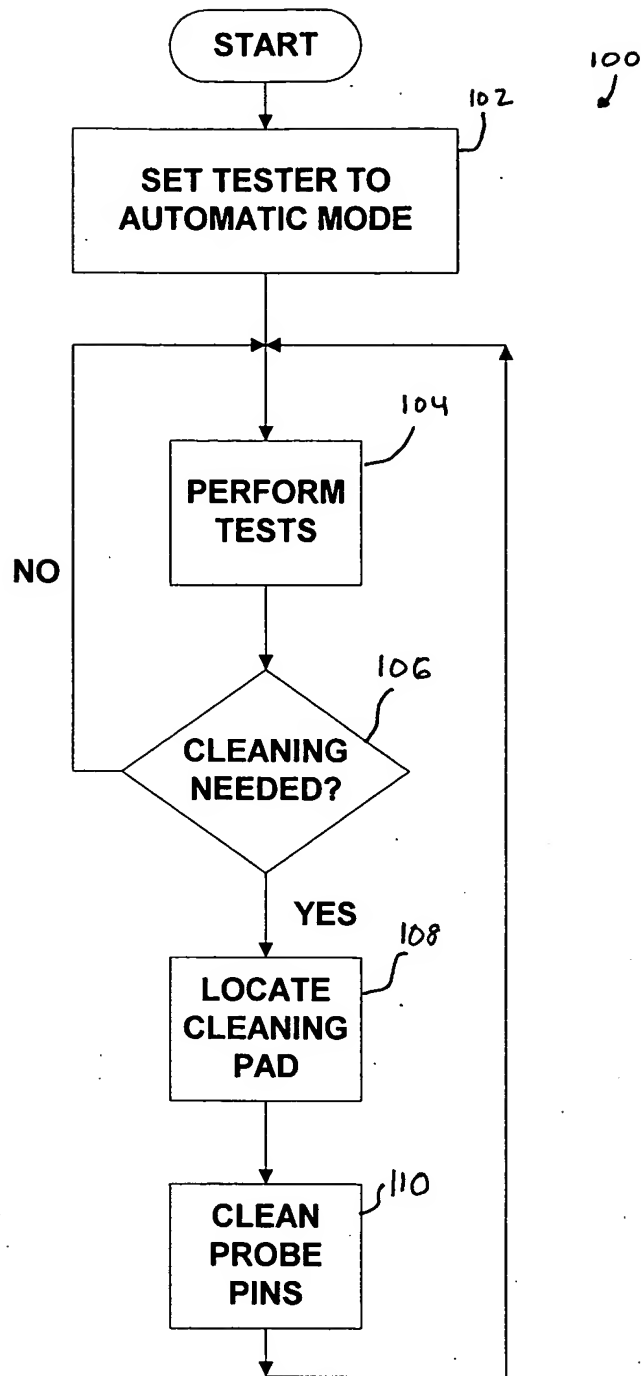 START
100
102
SET TESTER TO
AUTOMATIC MODE
104
PERFORM
TESTS
NO
106
CLEANING
NEEDED?
YES
108
LOCATE
CLEANING
PAD
110
CLEAN
PROBE
PINS